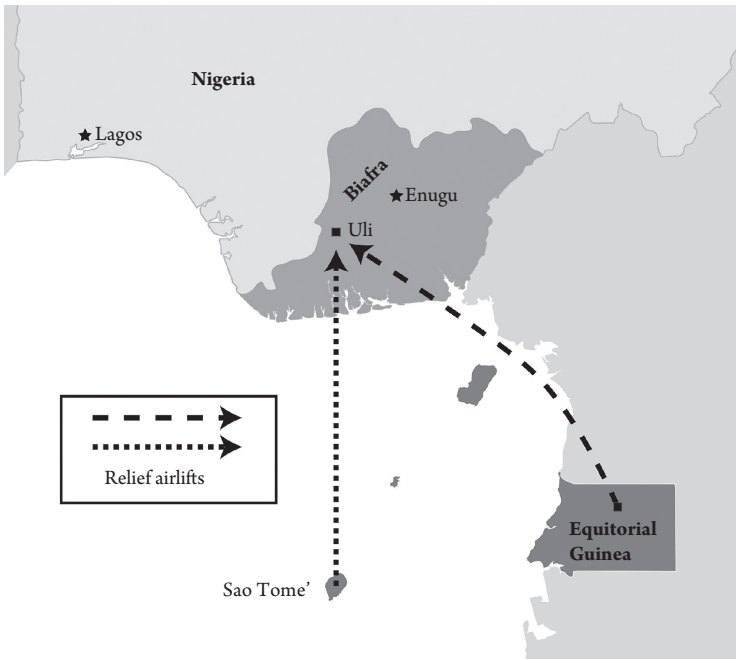 Nigeria
Lagos
Biafra
Enugu
Uli
Relief airlifts
Equitorial
Guinea
Sao Tome’